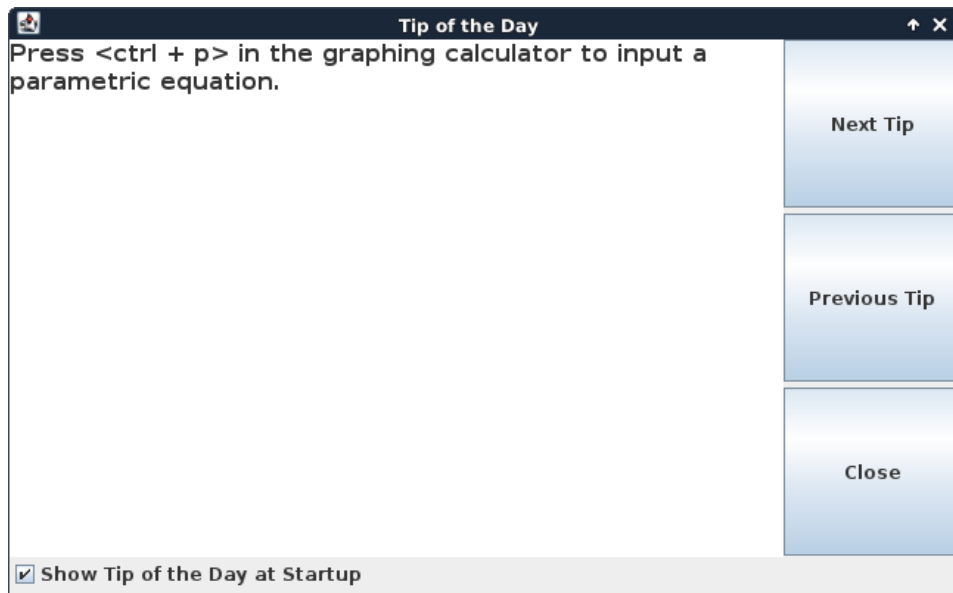 Tip of the Day
Press <ctrl + p> in the graphing calculator to input a
parametric equation.
Next Tip
Previous Tip
Close
Show Tip of the Day at Startup